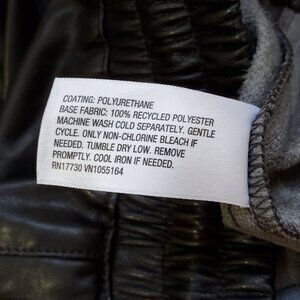 COATING: POLYURETHANE
BASE FABRIC: 100% RECYCLED POLYESTER
MACHINE WASH COLD SEPARATELY. GENTLE
CYCLE. ONLY NON-CHLORINE BLEACH IF
NEEDED. TUMBLE DRY LOW. REMOVE
PROMPTLY. COOL IRON IF NEEDED.
RN17730 VN1055164